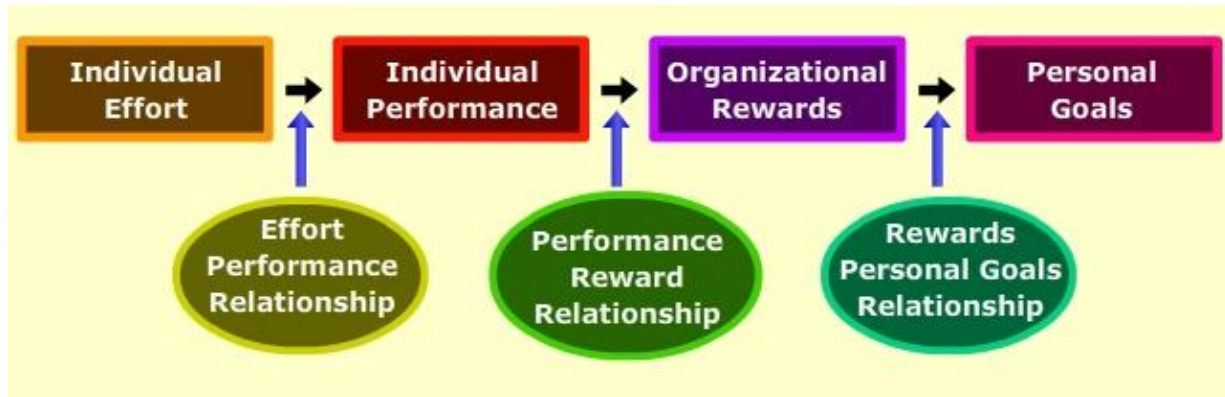 Individual
Effort
Individual
Performance
Organizational
Rewards
Personal
Goals
Effort
Performance
Relationship
Performance
Reward
Relationship
Rewards
Personal Goals
Relationship